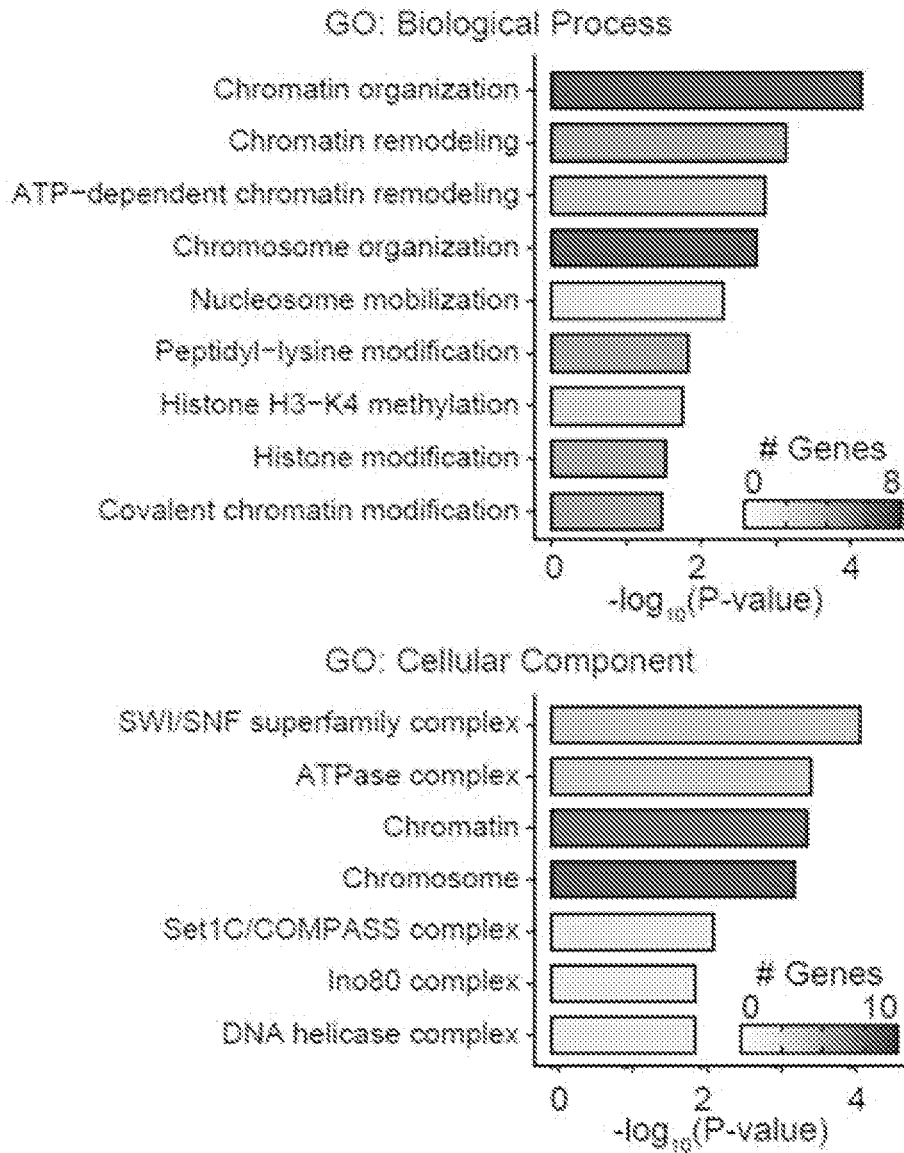 GO: Biological Process
Chromatin organization
Chromatin remodeling
ATP-dependent chromatin remodeling
Chromosome organization
Nucleosome mobilization
Peptidyl-lysine modification
Histone H3-K4 methylation
Histone modification
Covalent chromatin modification
# Genes
0 8
0 2 4
-log₁₀(P-value)
GO: Cellular Component
SWI/SNF superfamily complex
ATPase complex
Chromatin
Chromosome
Set1C/COMPASS complex
Ino80 complex
DNA helicase complex
# Genes
0 10
0 2 4
-log₁₀(P-value)